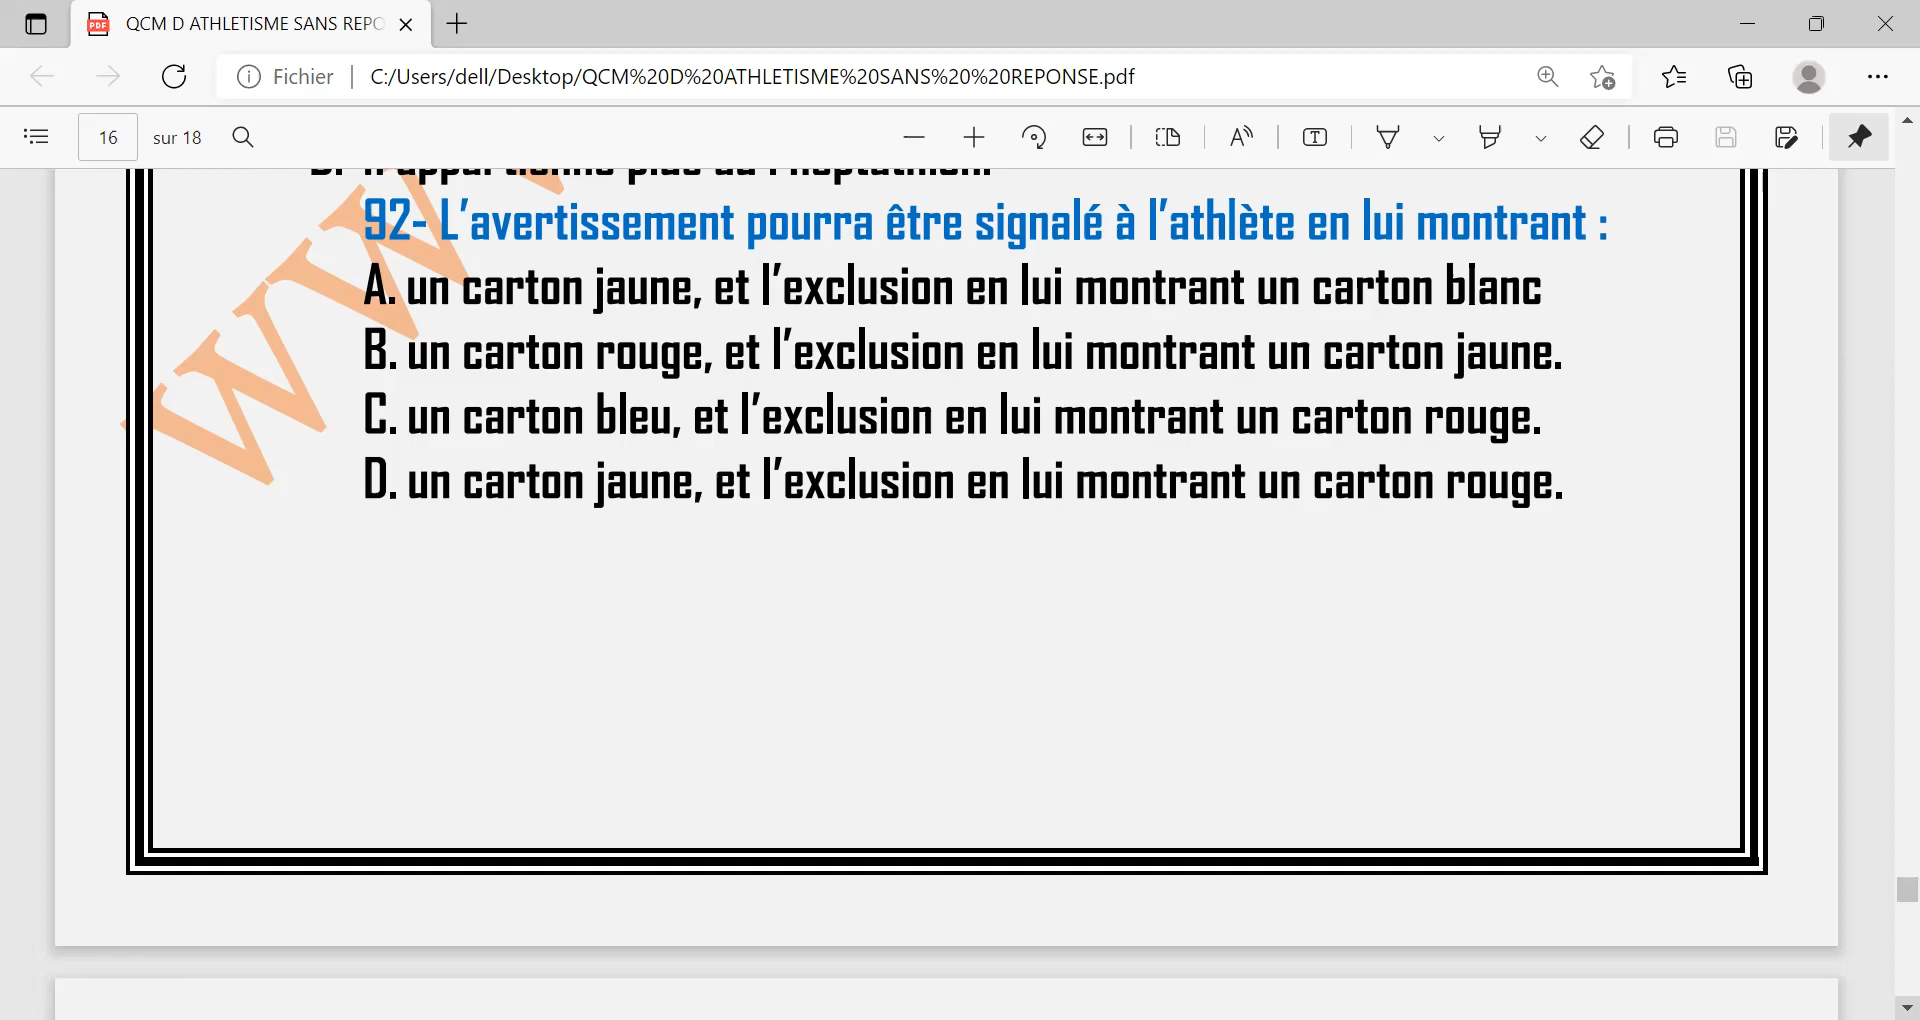 QCM D ATHLETISME SANS REPO
Fichier
C:/Users/dell/Desktop/QCM%20D%20ATHLETISME%20SANS%20%20REPONSE.pdf
16 sur 18
92- L'avertissement pourra être signalé à l'athlète en lui montrant :
A. un carton jaune, et l'exclusion en lui montrant un carton blanc
B. un carton rouge, et l'exclusion en lui montrant un carton jaune.
C. un carton bleu, et l'exclusion en lui montrant un carton rouge.
D. un carton jaune, et l'exclusion en lui montrant un carton rouge.